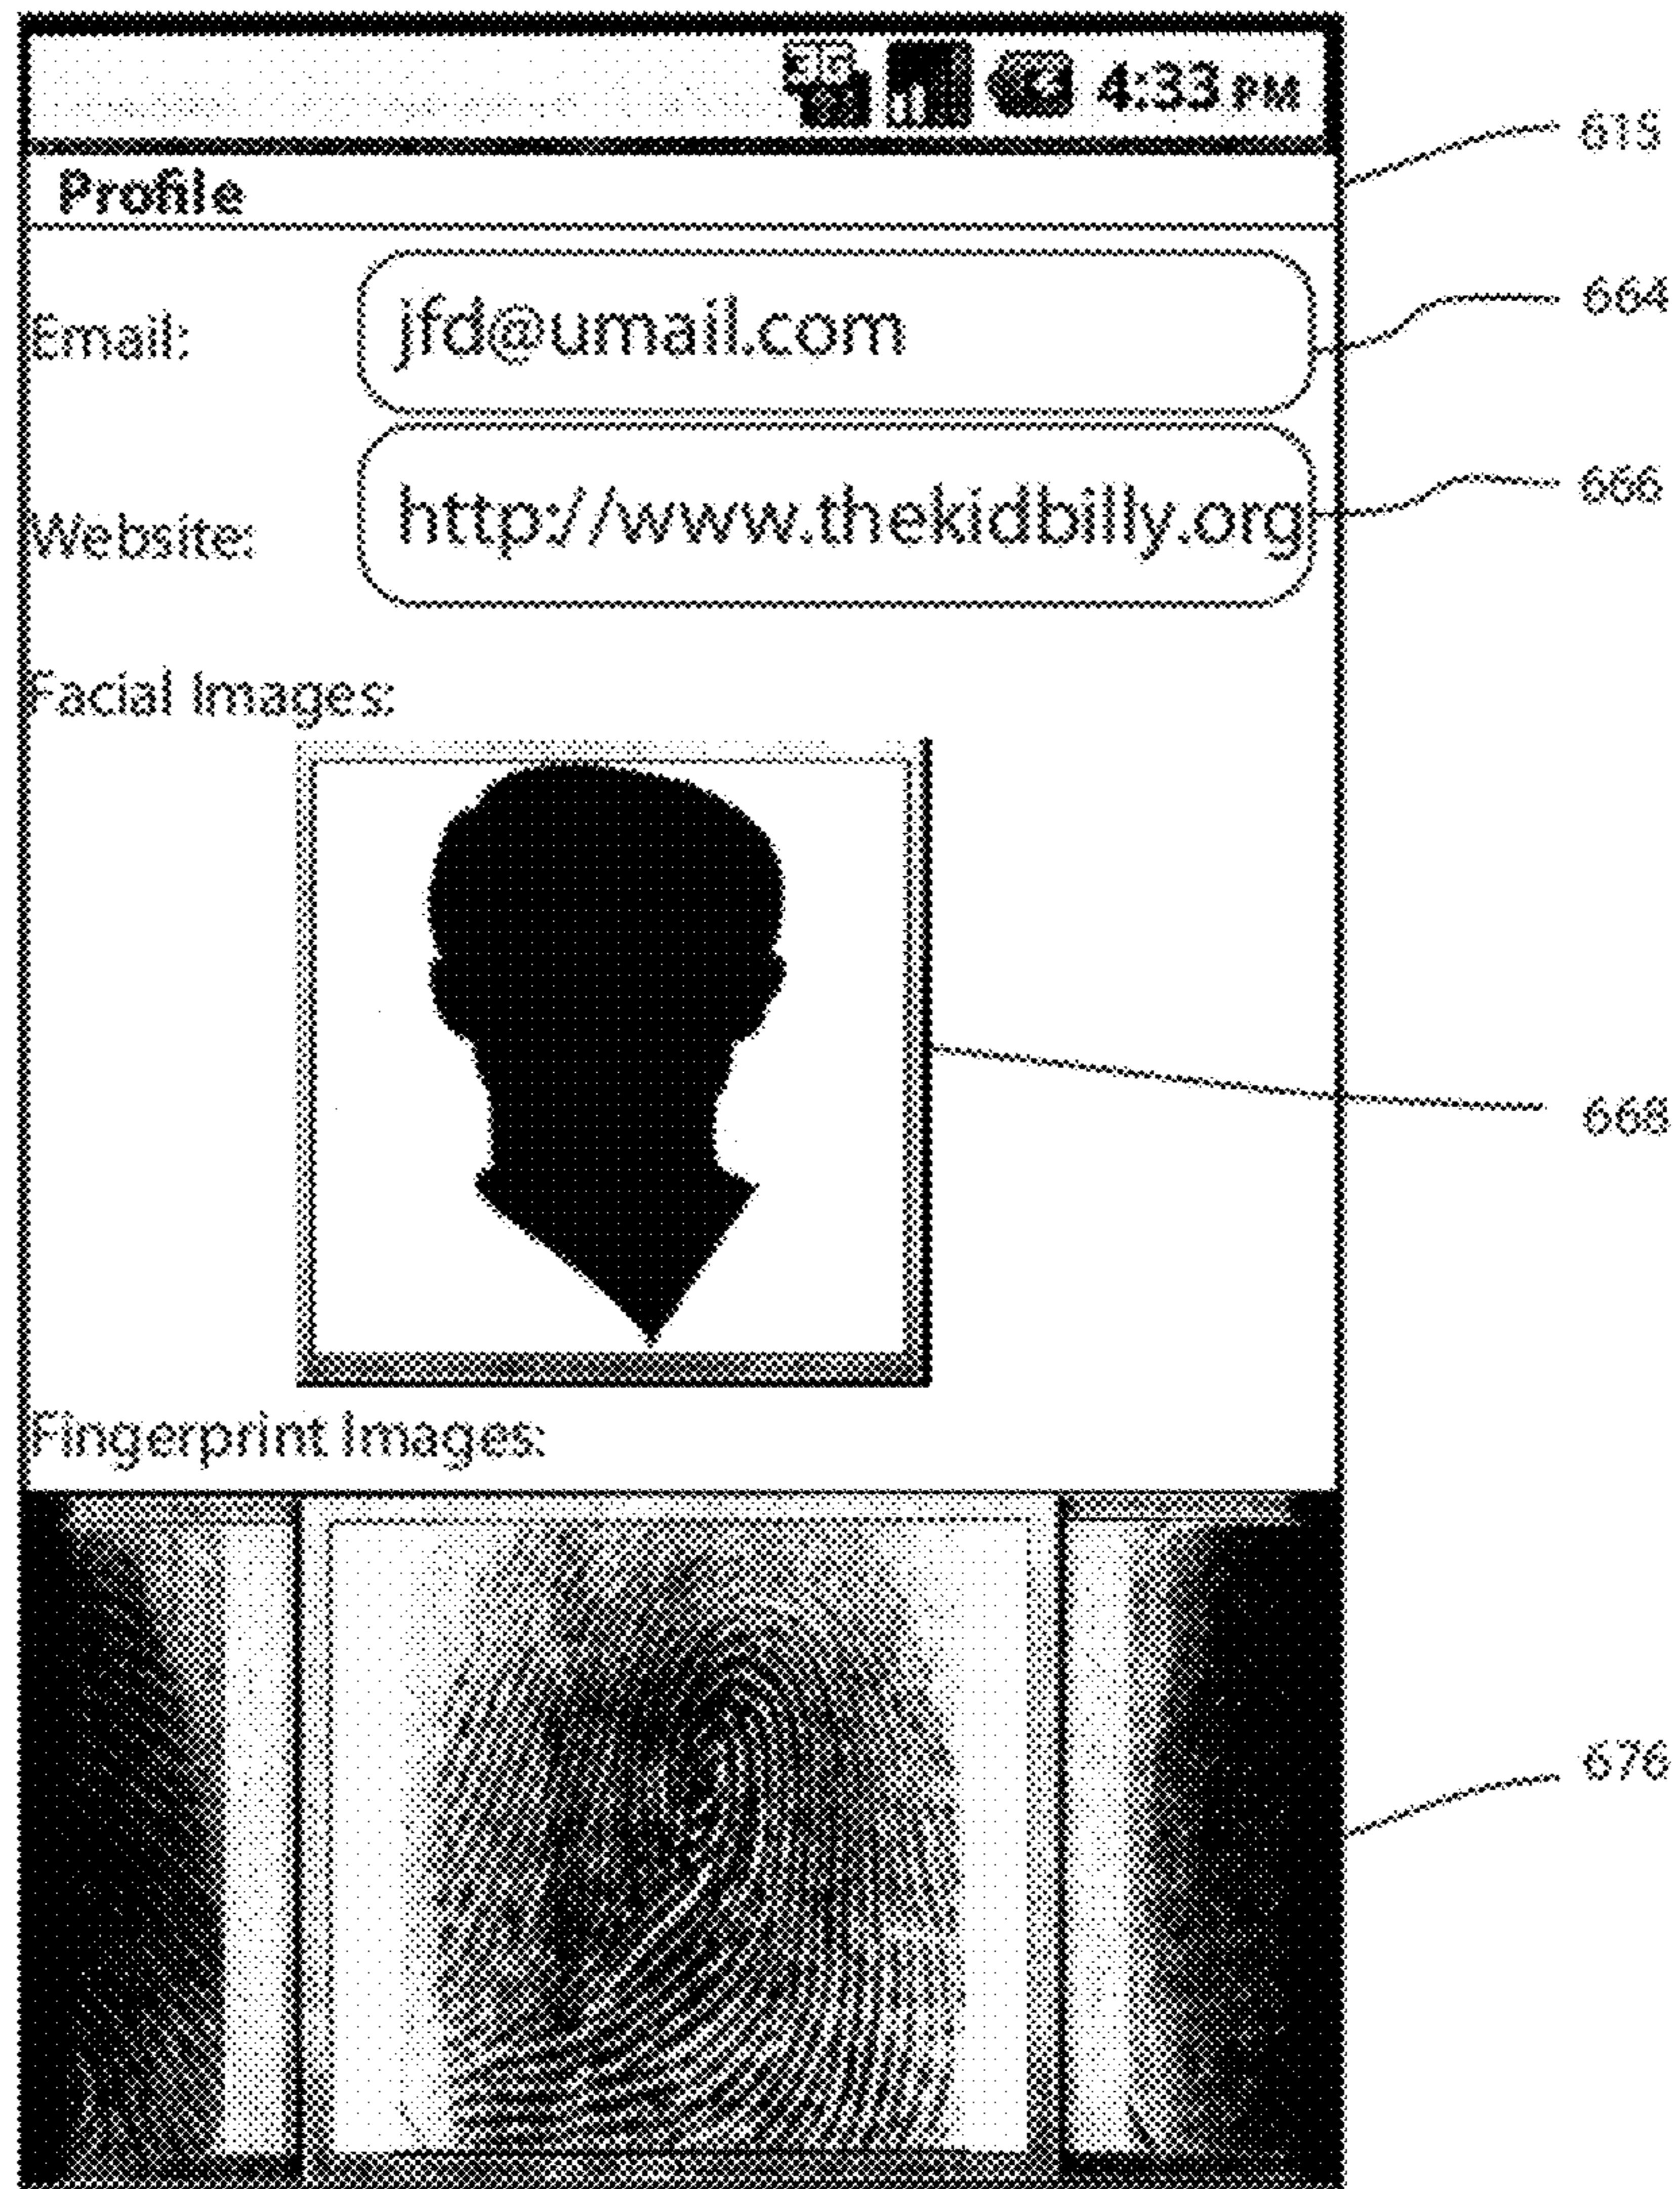 4:33 PM
Profile
Email:
jfd@umail.com
Website:
http://www.thekidbilly.org
Facial Images:
Fingerprint Images:
664
666
668
676